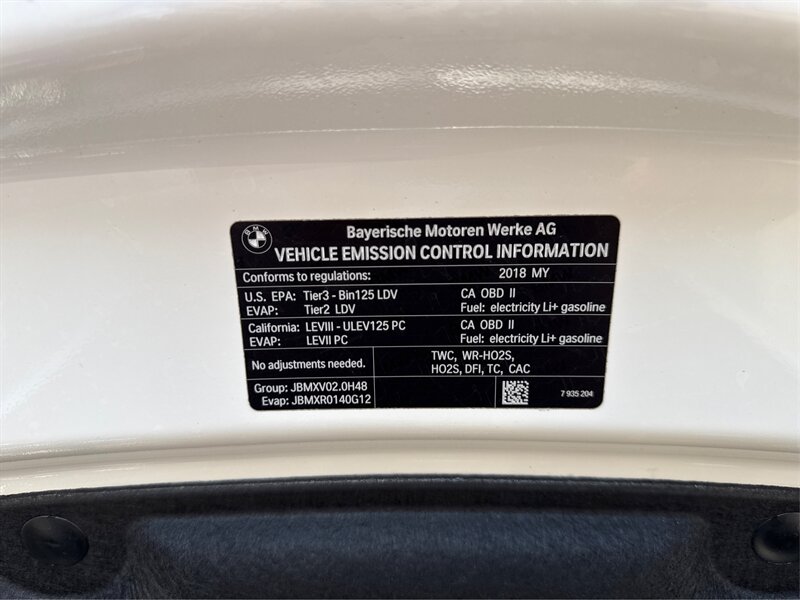 BMW
Bayerische Motoren Werke AG
VEHICLE EMISSION CONTROL INFORMATION
Conforms to regulations: 2018 MY
U.S. EPA: Tier3 - Bin125 LDV CA OBD II
EVAP: Tier2 LDV Fuel: electricity Li+ gasoline
California: LEVIII - ULEV125 PC CA OBD II
EVAP: LEVII PC Fuel: electricity Li+ gasoline
No adjustments needed.
TWC, WR-HO2S,
HO2S, DFI, TC, CAC
Group: JBMXV02.0H48
Evap: JBMXR0140G12
7 935 204